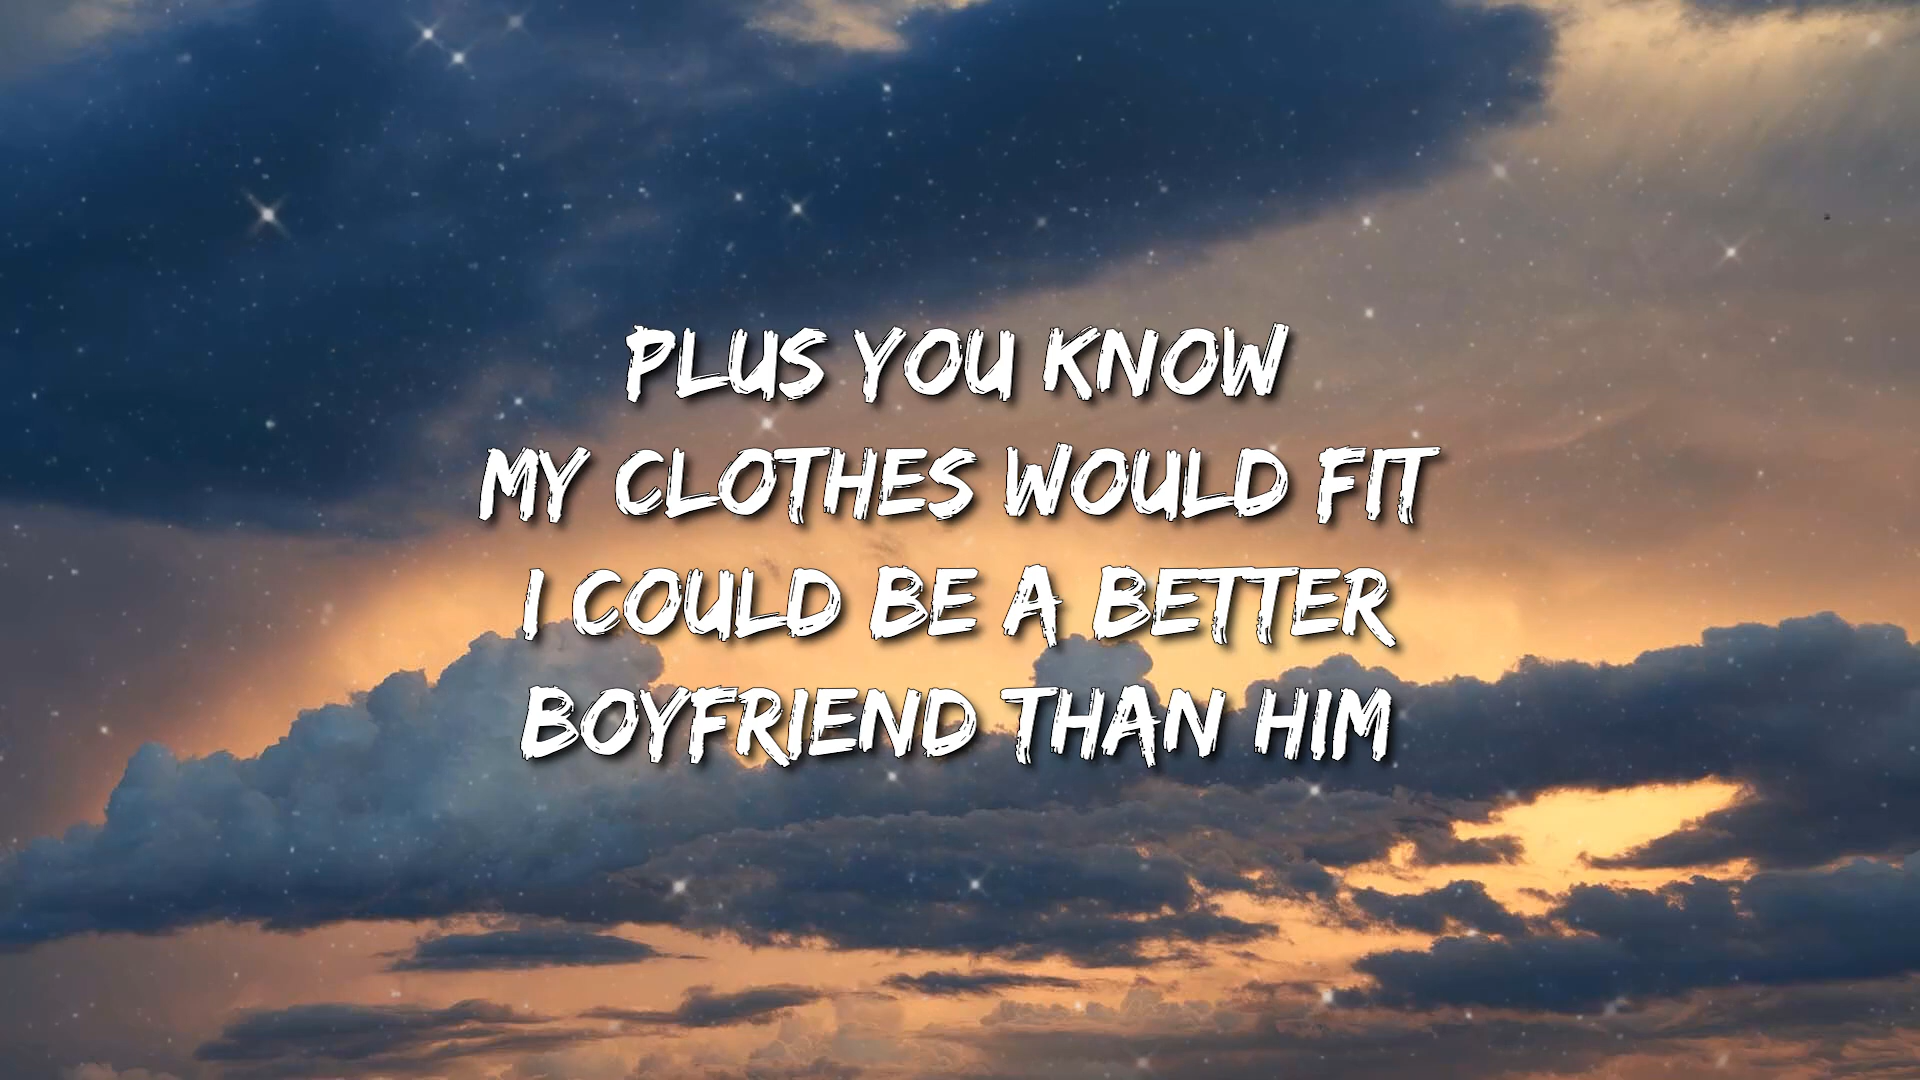 PLUS YOU KNOW
MY CLOTHES WOULD FIT
I COULD BE A BETTER
BOYFRIEND THAN HIM